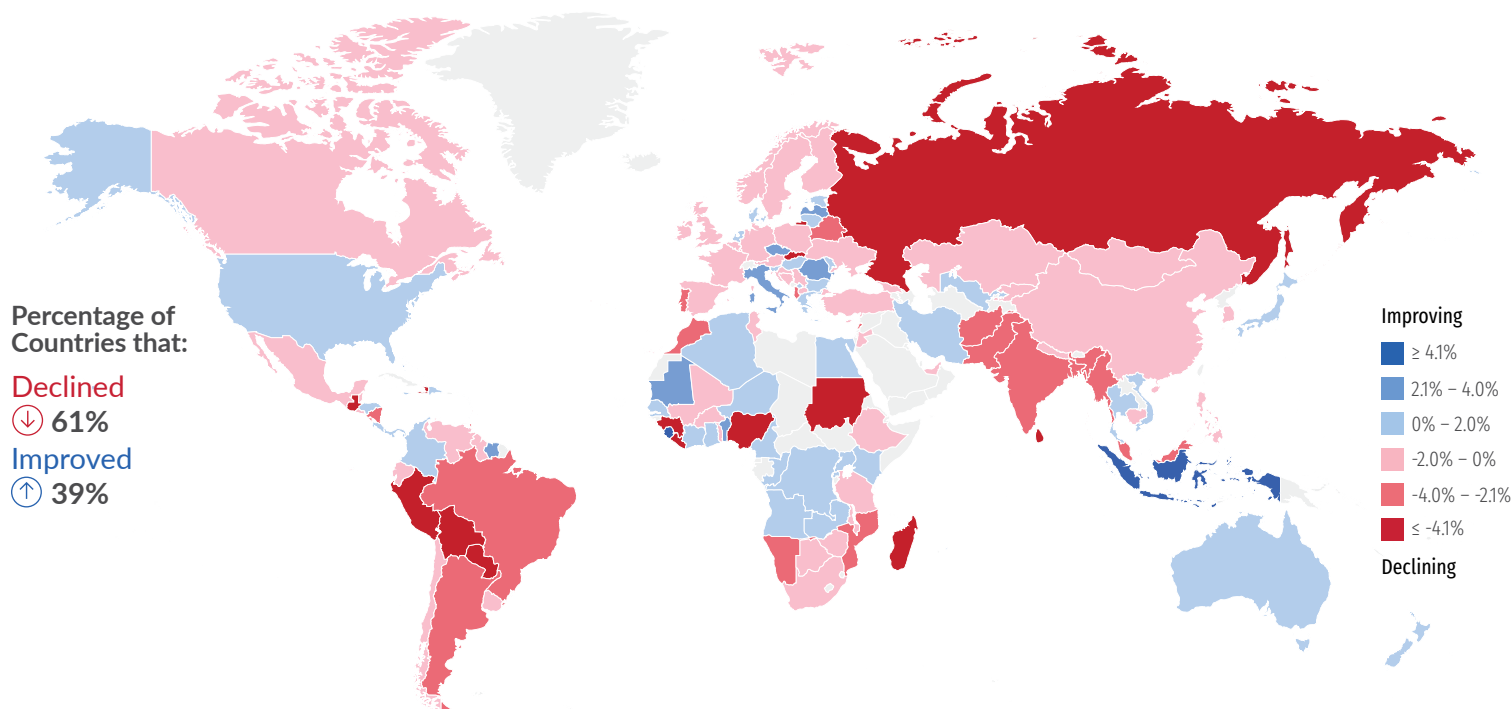 Percentage of
Countries that:
Declined
61%
Improved
39%
Improving
≥ 4.1%
2.1% – 4.0%
0% – 2.0%
-2.0% – 0%
-4.0% – -2.1%
≤ -4.1%
Declining